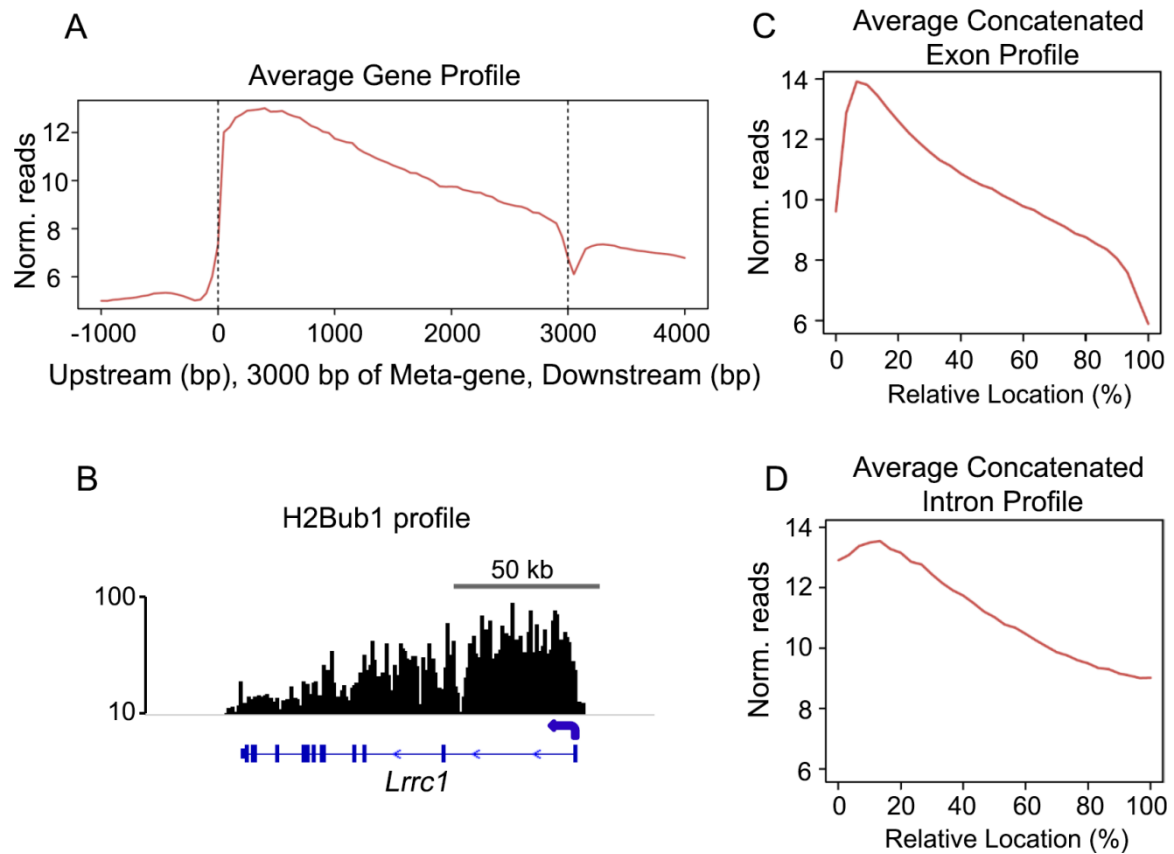 A
Average Gene Profile
Norm. reads
12
10
8
6
-1000 0 1000 2000 3000 4000
Upstream (bp), 3000 bp of Meta-gene, Downstream (bp)
B
H2Bub1 profile
50 kb
100
10
Lrrc1
C
Average Concatenated
Exon Profile
Norm. reads
14
12
10
8
6
0 20 40 60 80 100
Relative Location (%)
D
Average Concatenated
Intron Profile
Norm. reads
14
12
10
8
6
0 20 40 60 80 100
Relative Location (%)